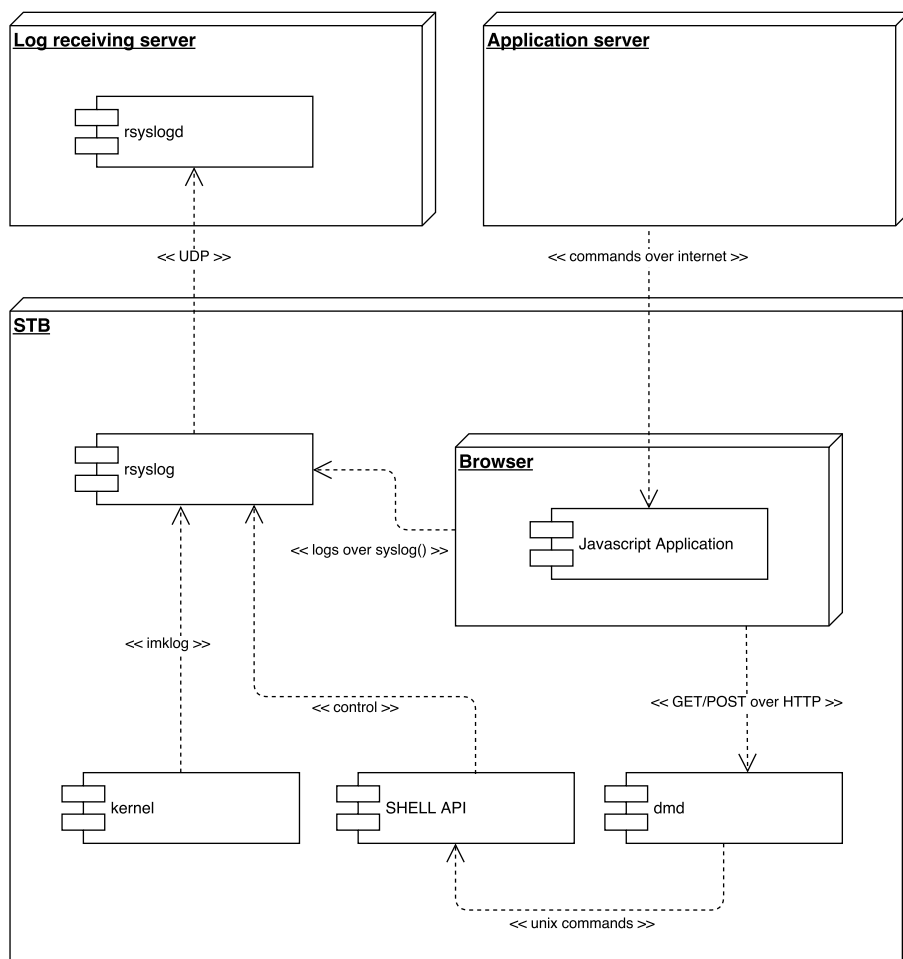 Log receiving server
Application server
rsyslogd
<< UDP >>
<< commands over internet >>
STB
Browser
rsyslog
Javascript Application
<< logs over syslog() >>
<< imklog >>
<< control >>
<< GET/POST over HTTP >>
kernel
SHELL API
dmd
<< unix commands >>